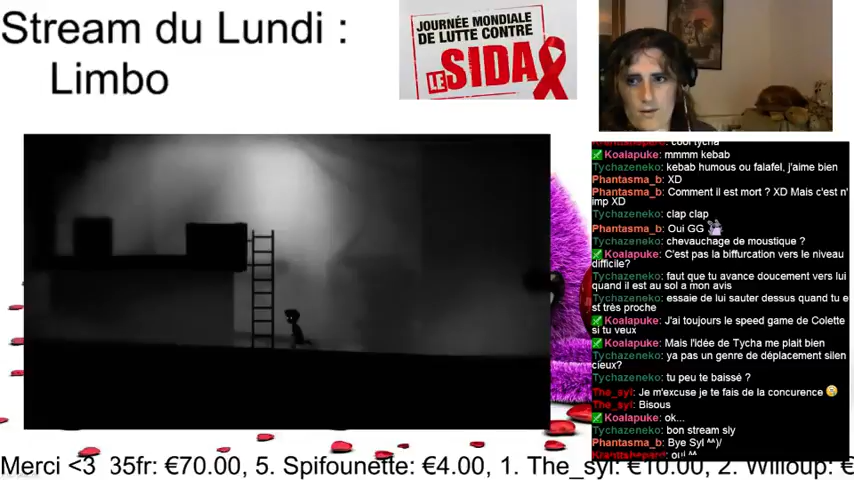 Stream du Lundi :
Limbo
JOURNÉE MONDIALE
DE LUTTE CONTRE
LE SIDA
Koalapuke: mmmm kebab
Tychazeneko: kebab humous ou falafel, j'aime bien
Phantasma_b: XD
Phantasma_b: Comment il est mort ? XD Mais c'est n'
imp XD
Tychazeneko: clap clap
Phantasma_b: Oui GG
Tychazeneko: chevauchage de moustique ?
Koalapuke: C'est pas la biffurcation vers le niveau
difficile?
Tychazeneko: faut que tu avance doucement vers lui
quand il est au sol a mon avis
Tychazeneko: essaie de lui sauter dessus quand tu e
st très proche
Koalapuke: J'ai toujours le speed game de Colette
si tu veux
Koalapuke: Mais l'idée de Tycha me plait bien
Tychazeneko: ya pas un genre de déplacement silen
cieux?
Tychazeneko: tu peu te baissé ?
The_syl: Je m'excuse je te fais de la concurence
The_syl: Bisous
Koalapuke: ok...
Tychazeneko: bon stream sly
Phantasma_b: Bye Syl ^^)/
Merci <3 35fr: €70.00, 5. Spifounette: €4.00, 1. The_syl: €10.00, 2. Willoup: €